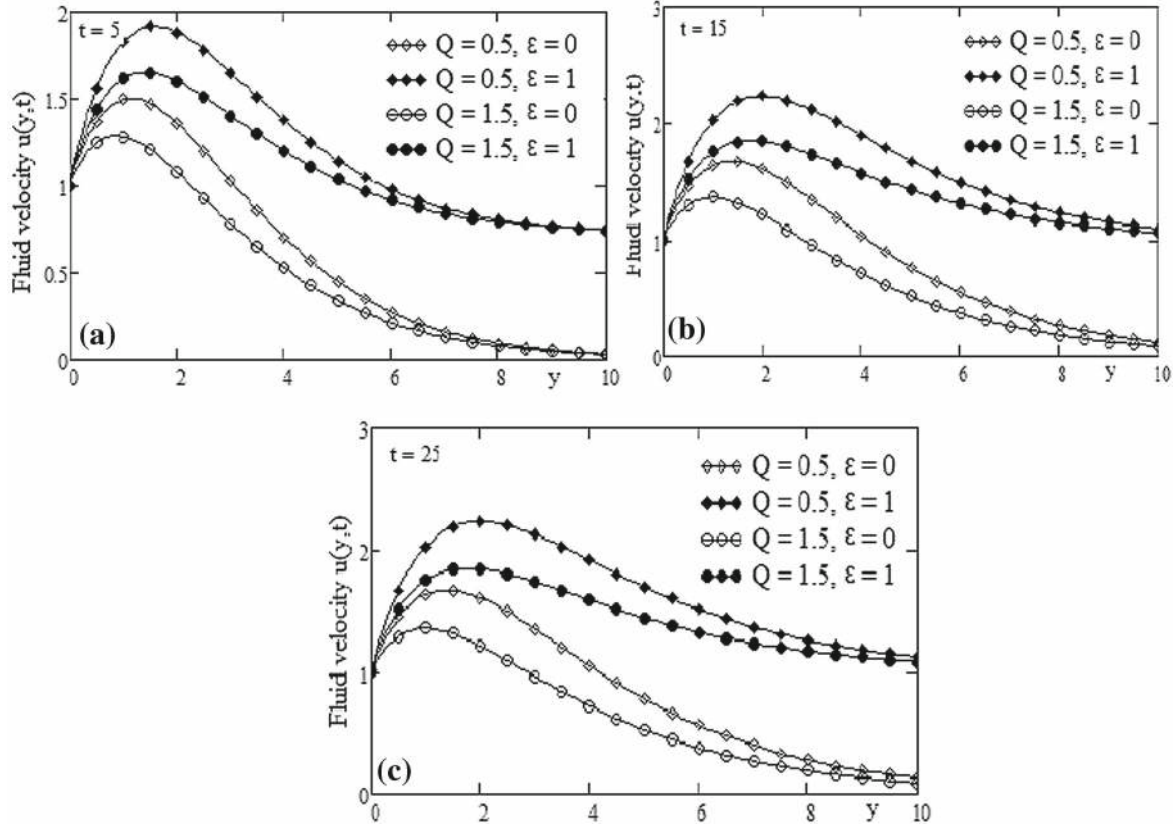 t = 5
Q = 0.5, ε = 0
Q = 0.5, ε = 1
Q = 1.5, ε = 0
Q = 1.5, ε = 1
Fluid velocity u(y,t)
2
1.5
1
0.5
0
(a)
0 2 4 6 8 y 10
t = 15
Q = 0.5, ε = 0
Q = 0.5, ε = 1
Q = 1.5, ε = 0
Q = 1.5, ε = 1
Fluid velocity u(y,t)
3
2
1
0
(b)
0 2 4 6 8 y 10
t = 25
Q = 0.5, ε = 0
Q = 0.5, ε = 1
Q = 1.5, ε = 0
Q = 1.5, ε = 1
Fluid velocity u(y,t)
3
2
1
0
(c)
0 2 4 6 8 y 10